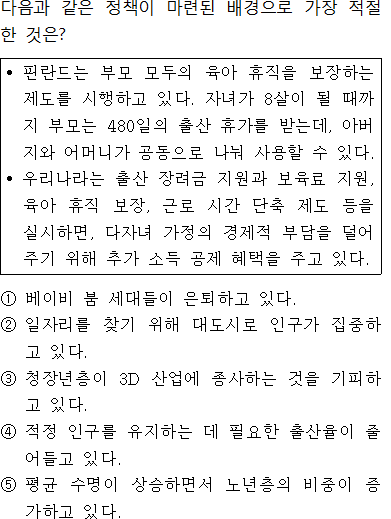 다음과 같은 정책이 마련된 배경으로 가장 적절
한 것은?
• 핀란드는 부모 모두의 육아 휴직을 보장하는
제도를 시행하고 있다. 자녀가 8살이 될 때까
지 부모는 480일의 출산 휴가를 받는데, 아버
지와 어머니가 공동으로 나눠 사용할 수 있다.
• 우리나라는 출산 장려금 지원과 보육료 지원,
육아 휴직 보장, 근로 시간 단축 제도 등을
실시하면, 다자녀 가정의 경제적 부담을 덜어
주기 위해 추가 소득 공제 혜택을 주고 있다.
① 베이비 붐 세대들이 은퇴하고 있다.
② 일자리를 찾기 위해 대도시로 인구가 집중하
고 있다.
③ 청장년층이 3D 산업에 종사하는 것을 기피하
고 있다.
④ 적정 인구를 유지하는 데 필요한 출산율이 줄
어들고 있다.
⑤ 평균 수명이 상승하면서 노년층의 비중이 증
가하고 있다.